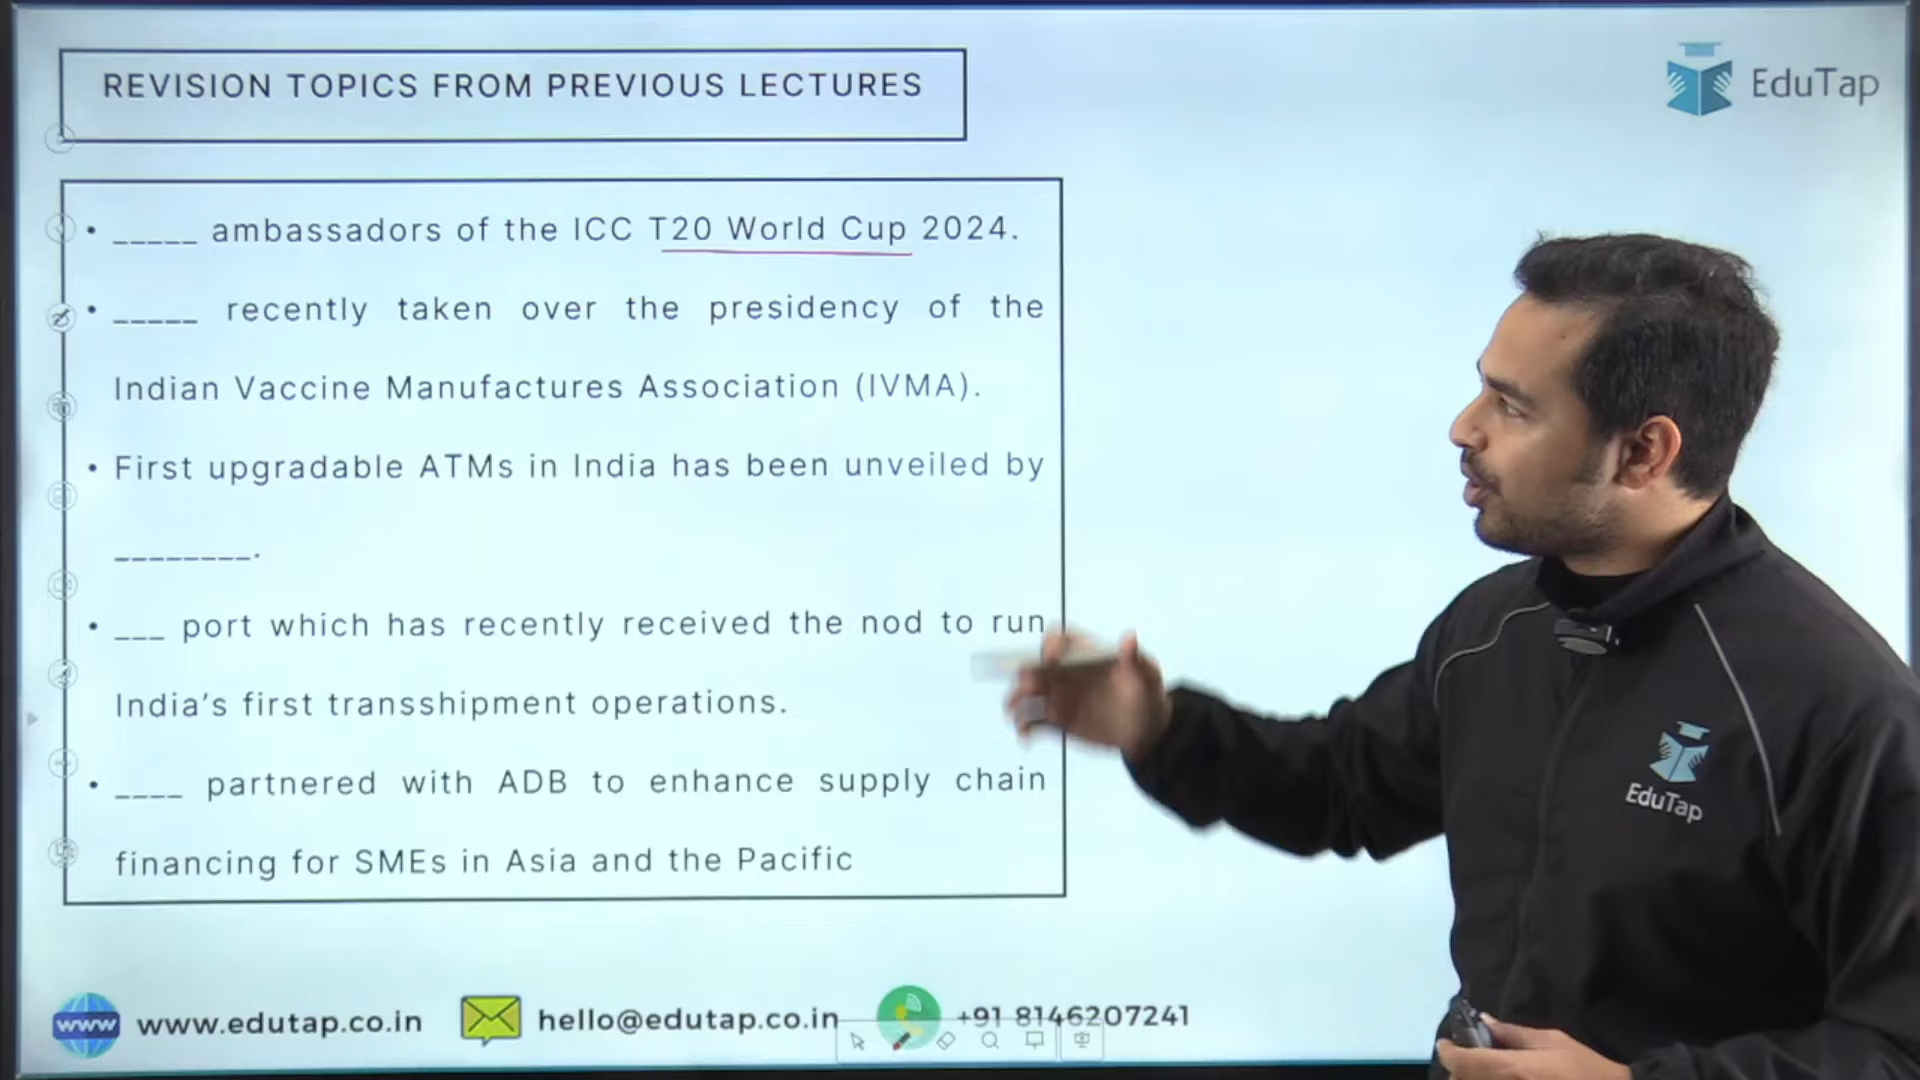 REVISION TOPICS FROM PREVIOUS LECTURES
EduTap
• _____ ambassadors of the ICC T20 World Cup 2024.
• _____ recently taken over the presidency of the
Indian Vaccine Manufactures Association (IVMA).
• First upgradable ATMs in India has been unveiled by
________.
• ___ port which has recently received the nod to run
India’s first transshipment operations.
• ____ partnered with ADB to enhance supply chain
financing for SMEs in Asia and the Pacific
EduTap
www www.edutap.co.in hello@edutap.co.in +91 8146207241